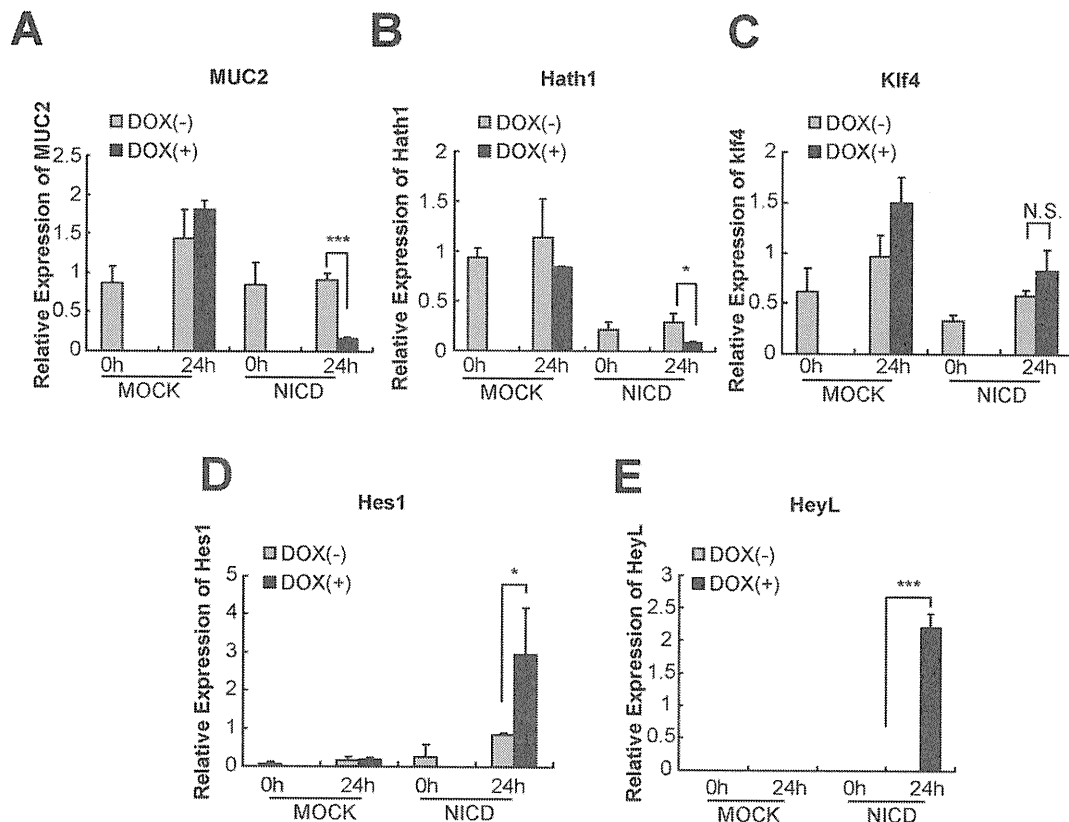 A
MUC2
DOX(-)
DOX(+)
Relative Expression of MUC2
2.5
2
1.5
1
0.5
0
***
0h 24h 0h 24h
MOCK NICD
B
Hath1
DOX(-)
DOX(+)
Relative Expression of Hath1
2
1.5
1
0.5
0
*
0h 24h 0h 24h
MOCK NICD
C
Klf4
DOX(-)
DOX(+)
Relative Expression of klf4
2
1.5
1
0.5
0
N.S.
0h 24h 0h 24h
MOCK NICD
D
Hes1
DOX(-)
DOX(+)
Relative Expression of Hes1
5
4
3
2
1
0
*
0h 24h 0h 24h
MOCK NICD
E
HeyL
DOX(-)
DOX(+)
Relative Expression of HeyL
3
2.5
2
1.5
1
0.5
0
***
0h 24h 0h 24h
MOCK NICD